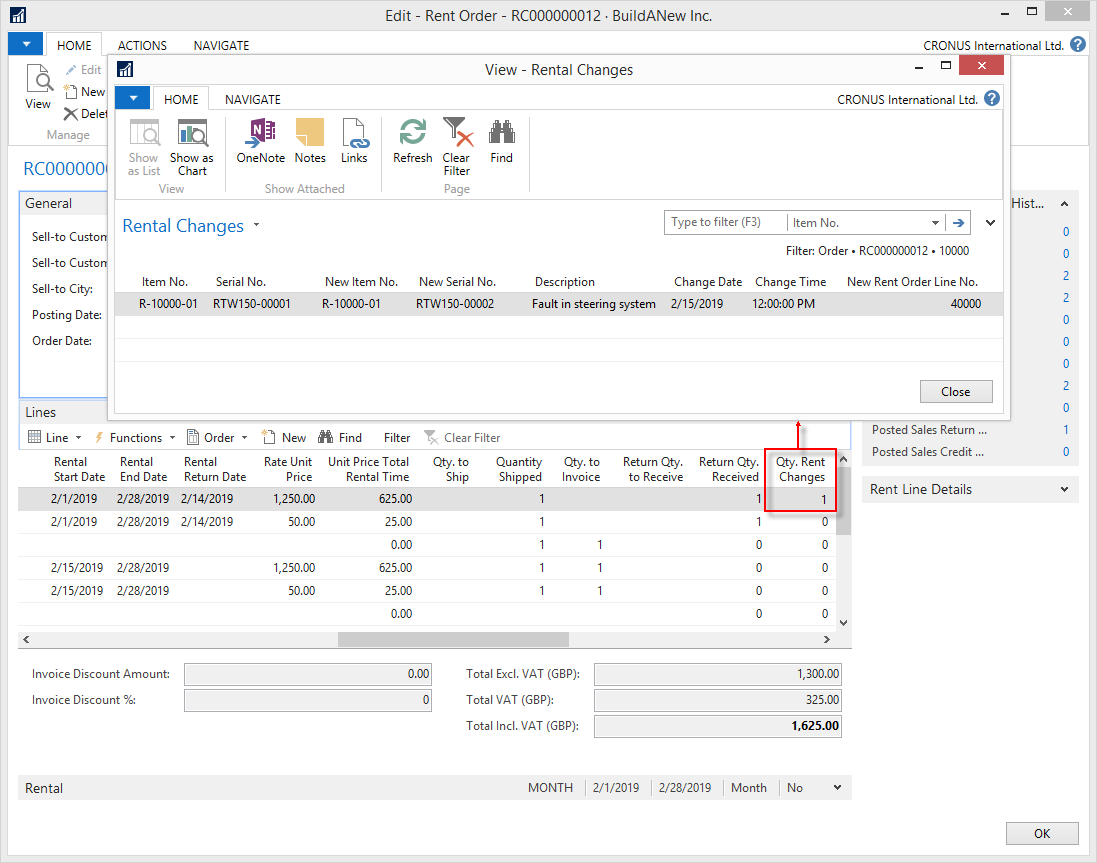 Edit - Rent Order - RC000000012 · BuildANew Inc.
HOME ACTIONS NAVIGATE CRONUS International Ltd.
View
Edit
New
Manage
View - Rental Changes
HOME NAVIGATE CRONUS International Ltd.
Show as List
Show as Chart
OneNote Notes Links
Refresh
Clear Filter
Find
View Show Attached Page
Rental Changes
Type to filter (F3) Item No.
Filter: Order • RC000000012 • 10000
Item No. Serial No. New Item No. New Serial No. Description Change Date Change Time New Rent Order Line No.
R-10000-01 RTW150-00001 R-10000-01 RTW150-00002 Fault in steering system 2/15/2019 12:00:00 PM 40000
Close
General
Sell-to Custom
Sell-to Custom
Sell-to City:
Posting Date:
Order Date:
Hist...
0
0
2
2
0
0
0
2
0
Posted Sales Return ... 1
Posted Sales Credit ... 0
Rent Line Details
Lines
Line Functions Order New Find Filter Clear Filter
Rental Start Date Rental End Date Rental Return Date Rate Unit Price Unit Price Total Rental Time Qty. to Ship Quantity Shipped Qty. to Invoice Return Qty. to Receive Return Qty. Received Qty. Rent Changes
2/1/2019 2/28/2019 2/14/2019 1,250.00 625.00 1 1 1
2/1/2019 2/28/2019 2/14/2019 50.00 25.00 1 1 0
0.00 1 1 0 0
2/15/2019 2/28/2019 1,250.00 625.00 1 1 0 0
2/15/2019 2/28/2019 50.00 25.00 1 1 0 0
0.00 0 0
Invoice Discount Amount: 0.00 Total Excl. VAT (GBP): 1,300.00
Invoice Discount %: 0 Total VAT (GBP): 325.00
Total Incl. VAT (GBP): 1,625.00
Rental MONTH 2/1/2019 2/28/2019 Month No
OK